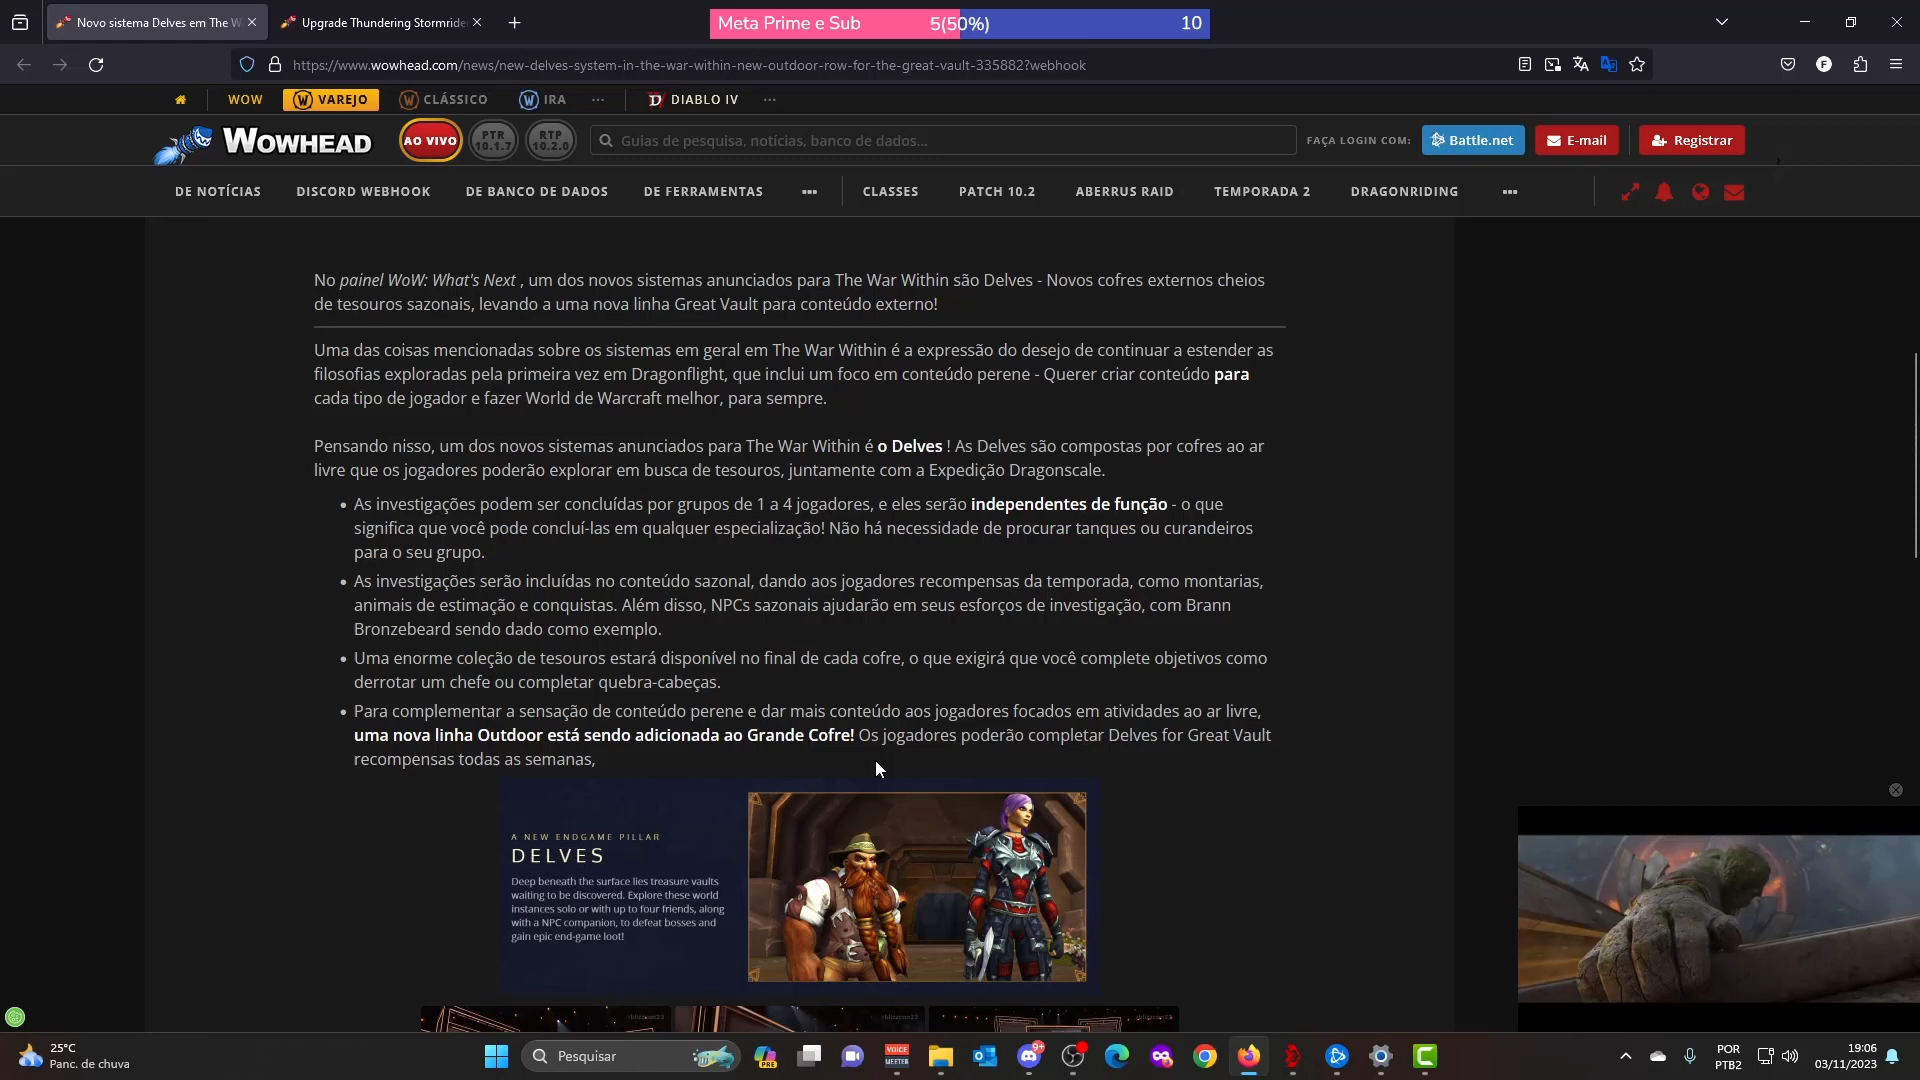 Novo sistema Delves em The W
Upgrade Thundering Stormride
Meta Prime e Sub
5(50%)
10
https://www.wowhead.com/news/new-delves-system-in-the-war-within-new-outdoor-row-for-the-great-vault-335882?webhook
WOW
VAREJO
CLÁSSICO
IRA
DIABLO IV
WOWHEAD
AO VIVO
PTR
10.1.7
RTP
10.2.0
Guias de pesquisa, notícias, banco de dados...
FAÇA LOGIN COM:
Battle.net
E-mail
Registrar
DE NOTÍCIAS
DISCORD WEBHOOK
DE BANCO DE DADOS
DE FERRAMENTAS
CLASSES
PATCH 10.2
ABERRUS RAID
TEMPORADA 2
DRAGONRIDING
No painel WoW: What's Next , um dos novos sistemas anunciados para The War Within são Delves - Novos cofres externos cheios
de tesouros sazonais, levando a uma nova linha Great Vault para conteúdo externo!
Uma das coisas mencionadas sobre os sistemas em geral em The War Within é a expressão do desejo de continuar a estender as
filosofias exploradas pela primeira vez em Dragonflight, que inclui um foco em conteúdo perene - Querer criar conteúdo para
cada tipo de jogador e fazer World de Warcraft melhor, para sempre.
Pensando nisso, um dos novos sistemas anunciados para The War Within é o Delves ! As Delves são compostas por cofres ao ar
livre que os jogadores poderão explorar em busca de tesouros, juntamente com a Expedição Dragonscale.
• As investigações podem ser concluídas por grupos de 1 a 4 jogadores, e eles serão independentes de função - o que
significa que você pode concluí-las em qualquer especialização! Não há necessidade de procurar tanques ou curandeiros
para o seu grupo.
• As investigações serão incluídas no conteúdo sazonal, dando aos jogadores recompensas da temporada, como montarias,
animais de estimação e conquistas. Além disso, NPCs sazonais ajudarão em seus esforços de investigação, com Brann
Bronzebeard sendo dado como exemplo.
• Uma enorme coleção de tesouros estará disponível no final de cada cofre, o que exigirá que você complete objetivos como
derrotar um chefe ou completar quebra-cabeças.
• Para complementar a sensação de conteúdo perene e dar mais conteúdo aos jogadores focados em atividades ao ar livre,
uma nova linha Outdoor está sendo adicionada ao Grande Cofre! Os jogadores poderão completar Delves for Great Vault
recompensas todas as semanas,
A NEW ENDGAME PILLAR
DELVES
Deep beneath the surface lies treasure vaults
waiting to be discovered. Explore these world
instances solo or with up to four friends, along
with a NPC companion, to defeat bosses and
gain epic end-game loot!
25°C
Panc. de chuva
Pesquisar
PRE
VOICE
MEETER
9+
POR
PTB2
19:06
03/11/2023